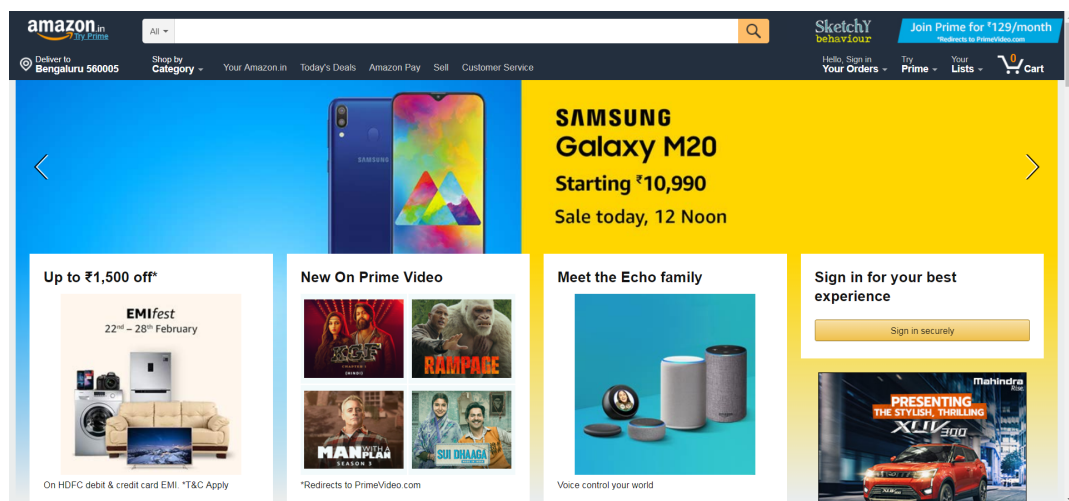 amazon.in
Try Prime
All
SketchY
behaviour
Join Prime for ₹129/month
*Redirects to PrimeVideo.com
Deliver to
Bengaluru 560005
Shop by
Category
Your Amazon.in
Today's Deals
Amazon Pay
Sell
Customer Service
Hello, Sign in
Your Orders
Try
Prime
Your
Lists
0
Cart
SAMSUNG
SAMSUNG
Galaxy M20
Starting ₹10,990
Sale today, 12 Noon
Up to ₹1,500 off*
EMIfest
22nd – 28th February
On HDFC debit & credit card EMI. *T&C Apply
New On Prime Video
KGF
CHAPTER 1
(HINDI)
RAMPAGE
MAN WITH A PLAN
SEASON 3
SUI DHAAGA
*Redirects to PrimeVideo.com
Meet the Echo family
Voice control your world
Sign in for your best
experience
Sign in securely
Mahindra
Rise.
PRESENTING
THE STYLISH, THRILLING
XUV300